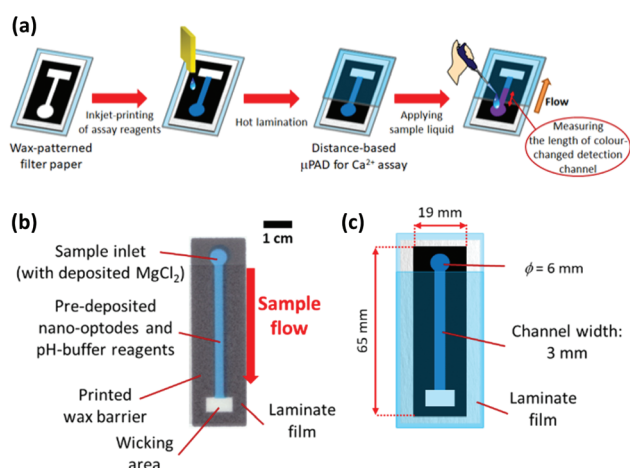 (a)
Wax-patterned
filter paper
Inkjet-printing
of assay reagents
Hot lamination
Distance-based
μPAD for Ca²⁺ assay
Applying
sample liquid
Flow
Measuring
the length of colour-
changed detection
channel
(b)
1 cm
Sample inlet
(with deposited MgCl₂)
Pre-deposited
nano-optodes and
pH-buffer reagents
Printed
wax barrier
Wicking
area
Sample
flow
Laminate
film
(c)
19 mm
65 mm
ϕ = 6 mm
Channel width:
3 mm
Laminate
film